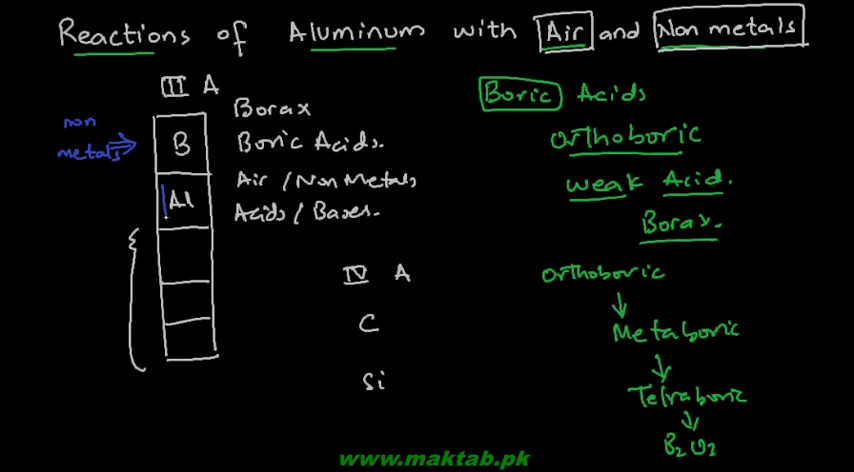 Reactions of Aluminum with Air and Non metals
III A
non
metals
B
Al
Borax
Boric Acids.
Air / Non Metals
Acids / Bases.
IV A
C
Si
Boric Acids
Orthoboric
weak Acid.
Borax.
Orthoboric
Metaboric
Tetraboric
B2O3
www.maktab.pk